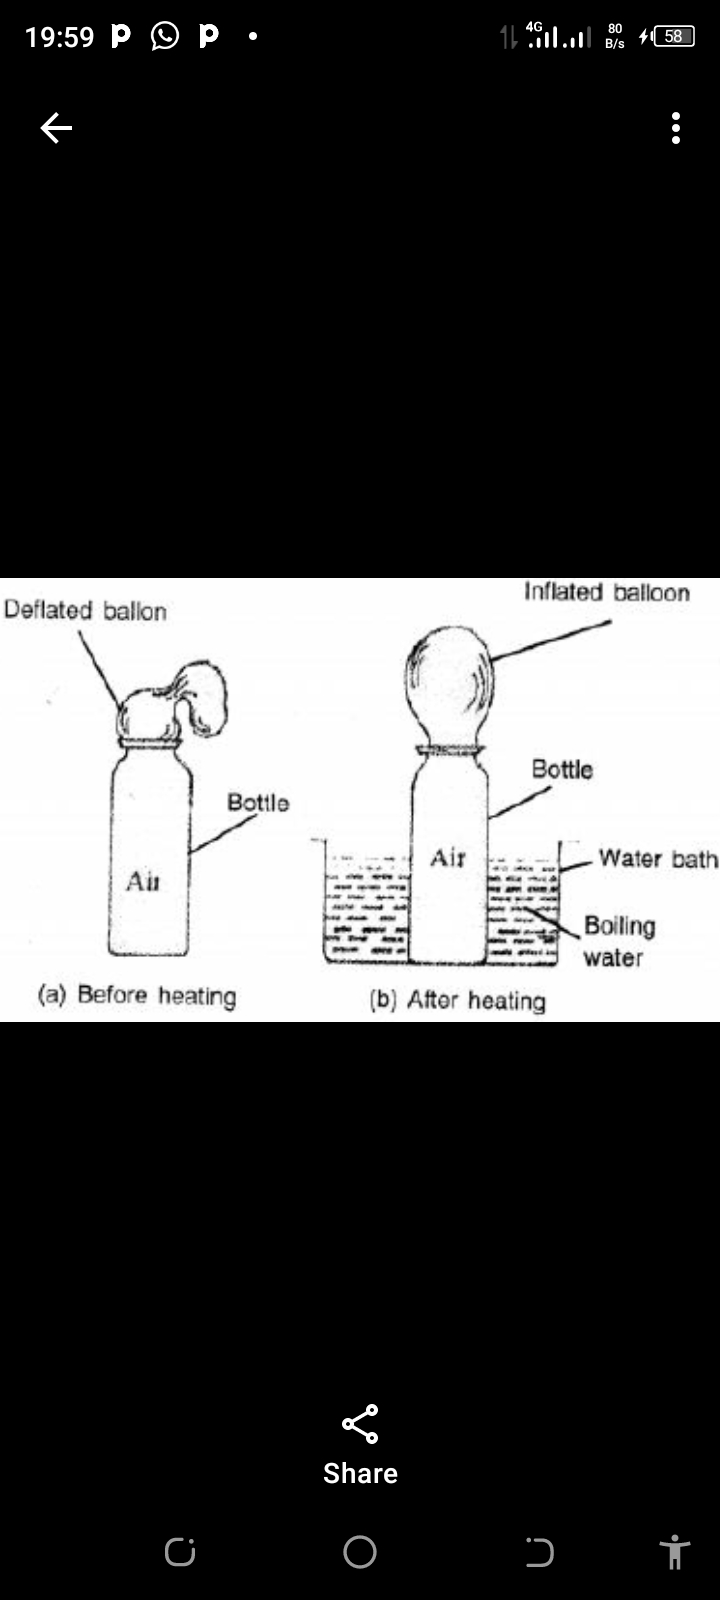 19:59
4G
80
B/s
58
Deflated ballon
Inflated balloon
Bottle
Bottle
Air
Air
Water bath
Boiling
water
(a) Before heating
(b) After heating
Share